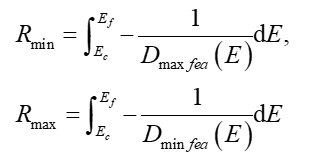 R_min = ∫_{E_c}^{E_f} − 1 / D_{max fea}(E) dE,
R_max = ∫_{E_c}^{E_f} − 1 / D_{min fea}(E) dE